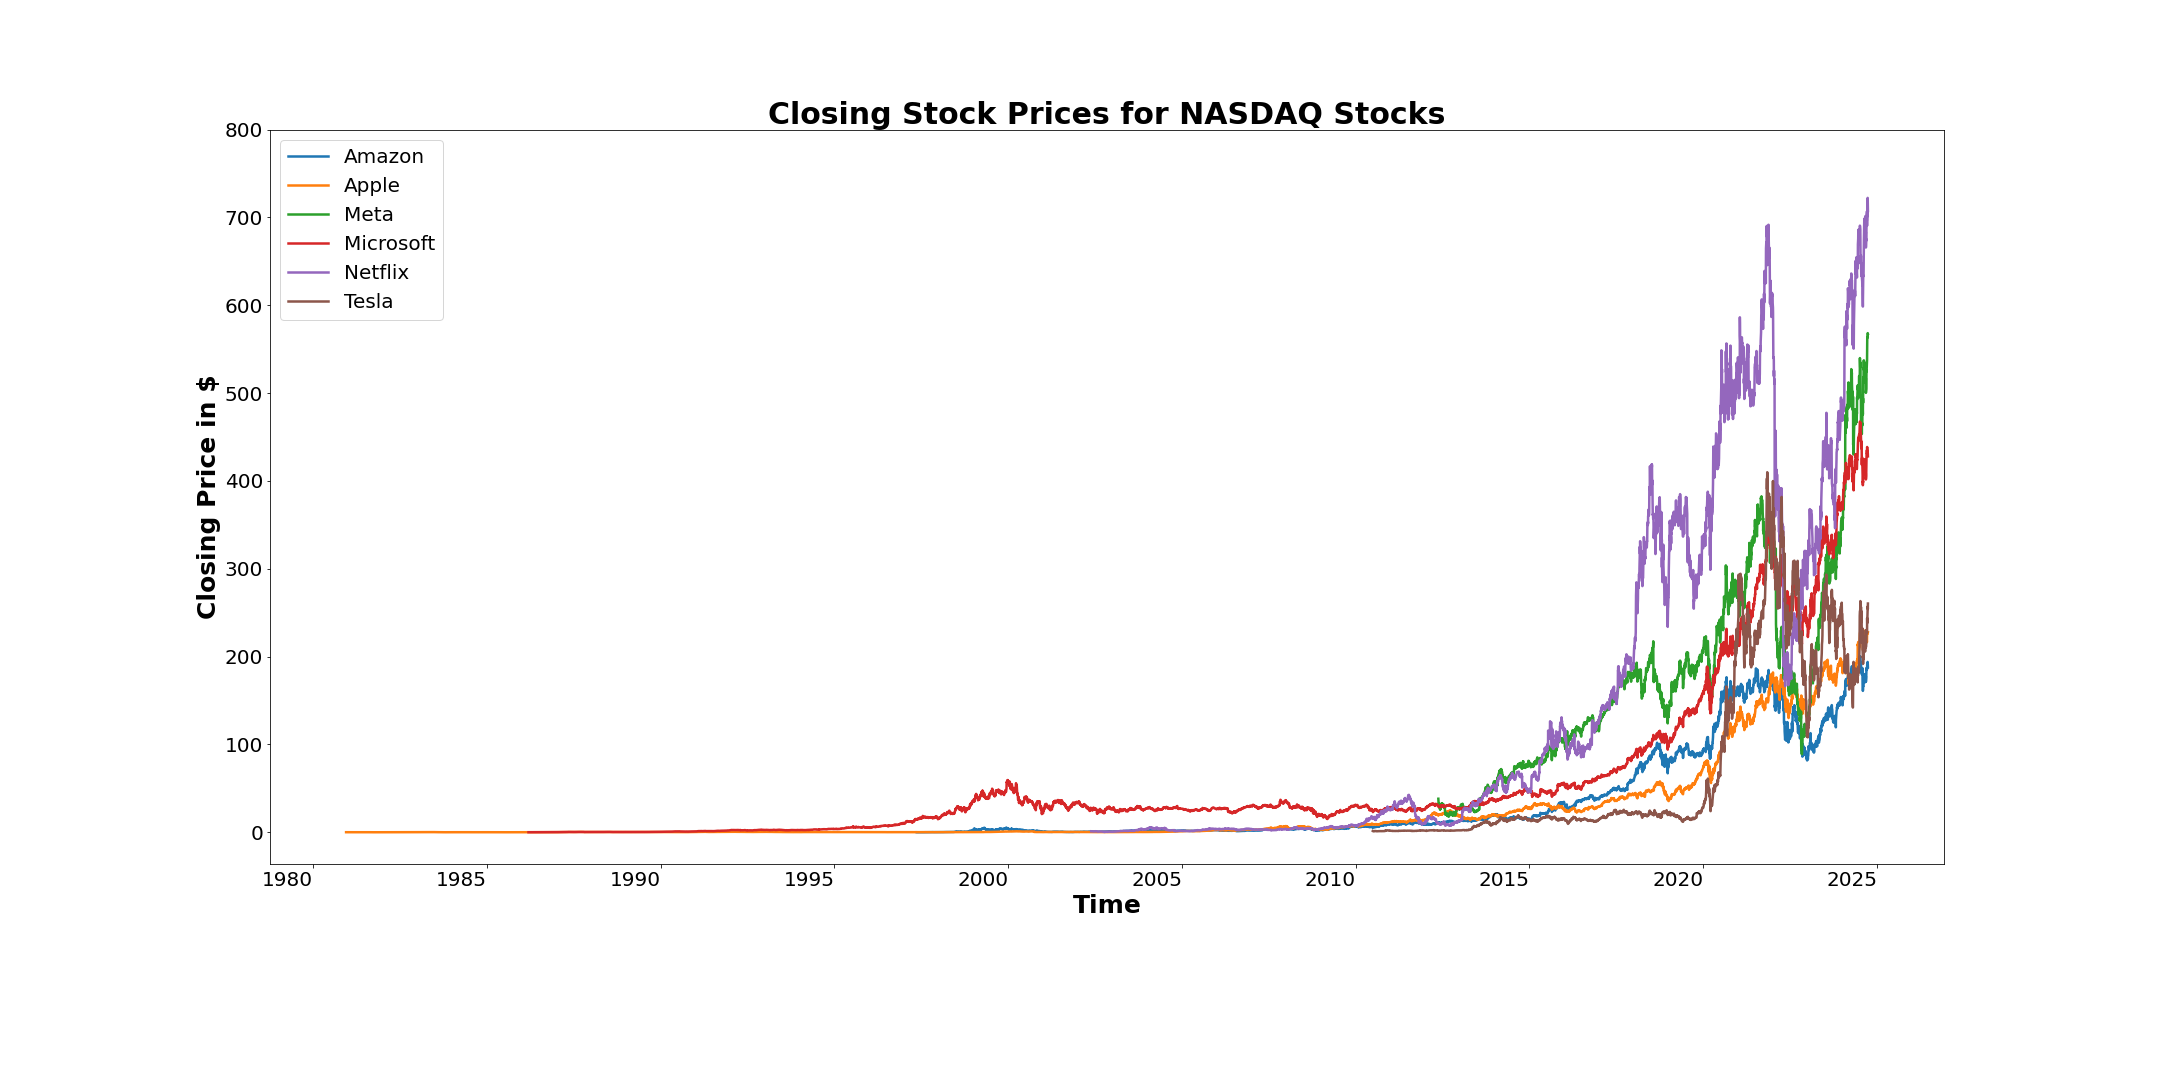 Closing Stock Prices for NASDAQ Stocks
800
700
600
500
400
300
200
100
0
Closing Price in $
Amazon
Apple
Meta
Microsoft
Netflix
Tesla
1980 1985 1990 1995 2000 2005 2010 2015 2020 2025
Time